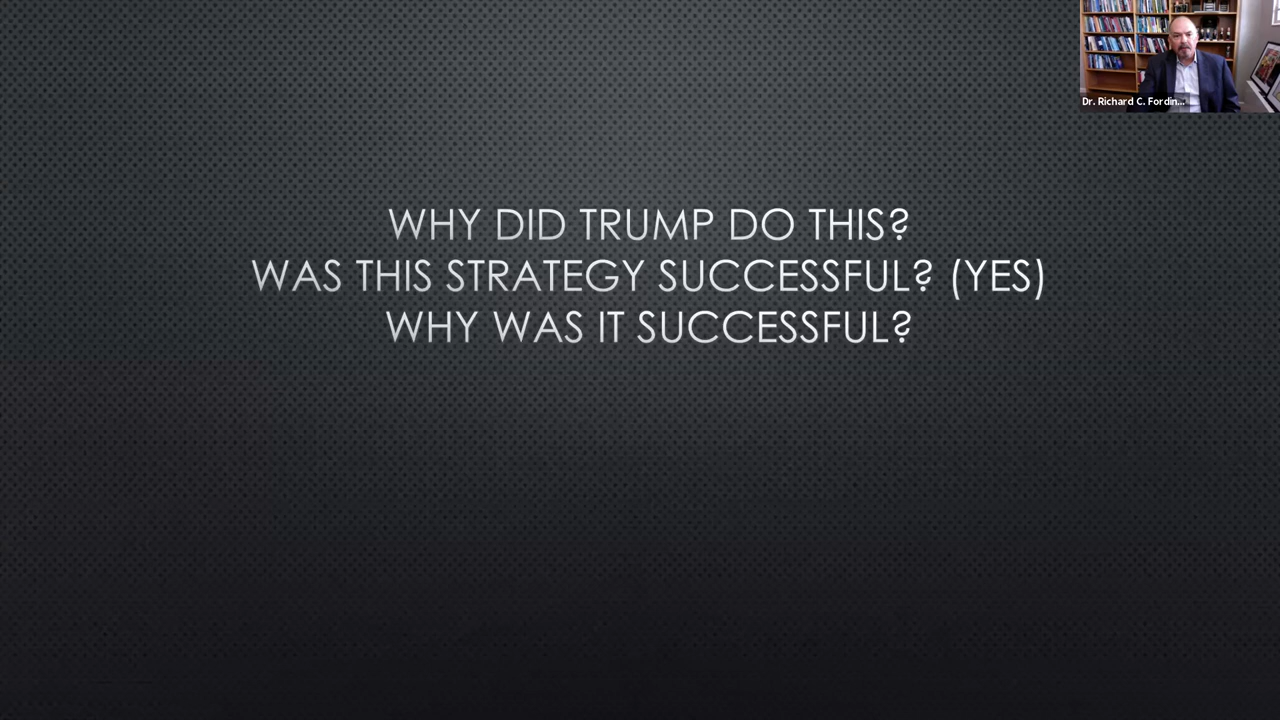 Dr. Richard C. Fordin...
WHY DID TRUMP DO THIS?
WAS THIS STRATEGY SUCCESSFUL? (YES)
WHY WAS IT SUCCESSFUL?